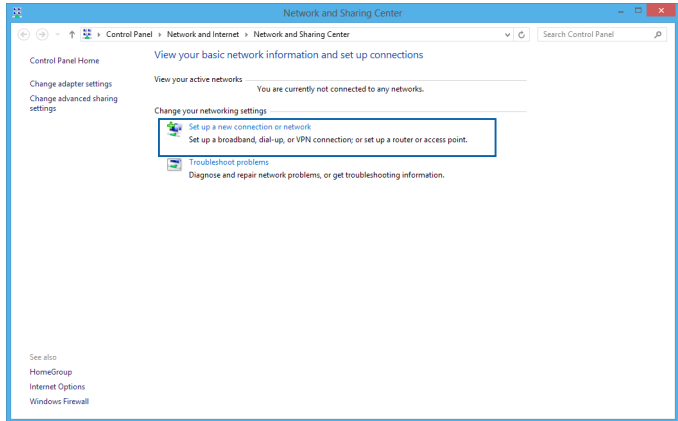 Network and Sharing Center
Control Panel Network and Internet Network and Sharing Center
Search Control Panel
Control Panel Home
Change adapter settings
Change advanced sharing
settings
View your basic network information and set up connections
View your active networks
You are currently not connected to any networks.
Change your networking settings
Set up a new connection or network
Set up a broadband, dial-up, or VPN connection; or set up a router or access point.
Troubleshoot problems
Diagnose and repair network problems, or get troubleshooting information.
See also
HomeGroup
Internet Options
Windows Firewall